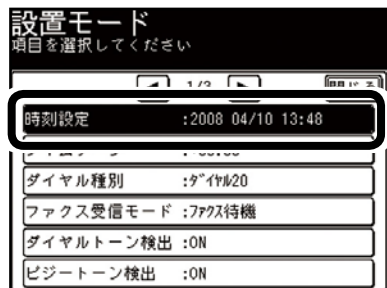 設置モード
項目を選択してください
1/3 閉じる
時刻設定 :2008 04/10 13:48
ダイヤル種別 :ﾀﾞｲﾔﾙ20
ファクス受信モード :ﾌｧｸｽ待機
ダイヤルトーン検出 :ON
ビジートーン検出 :ON